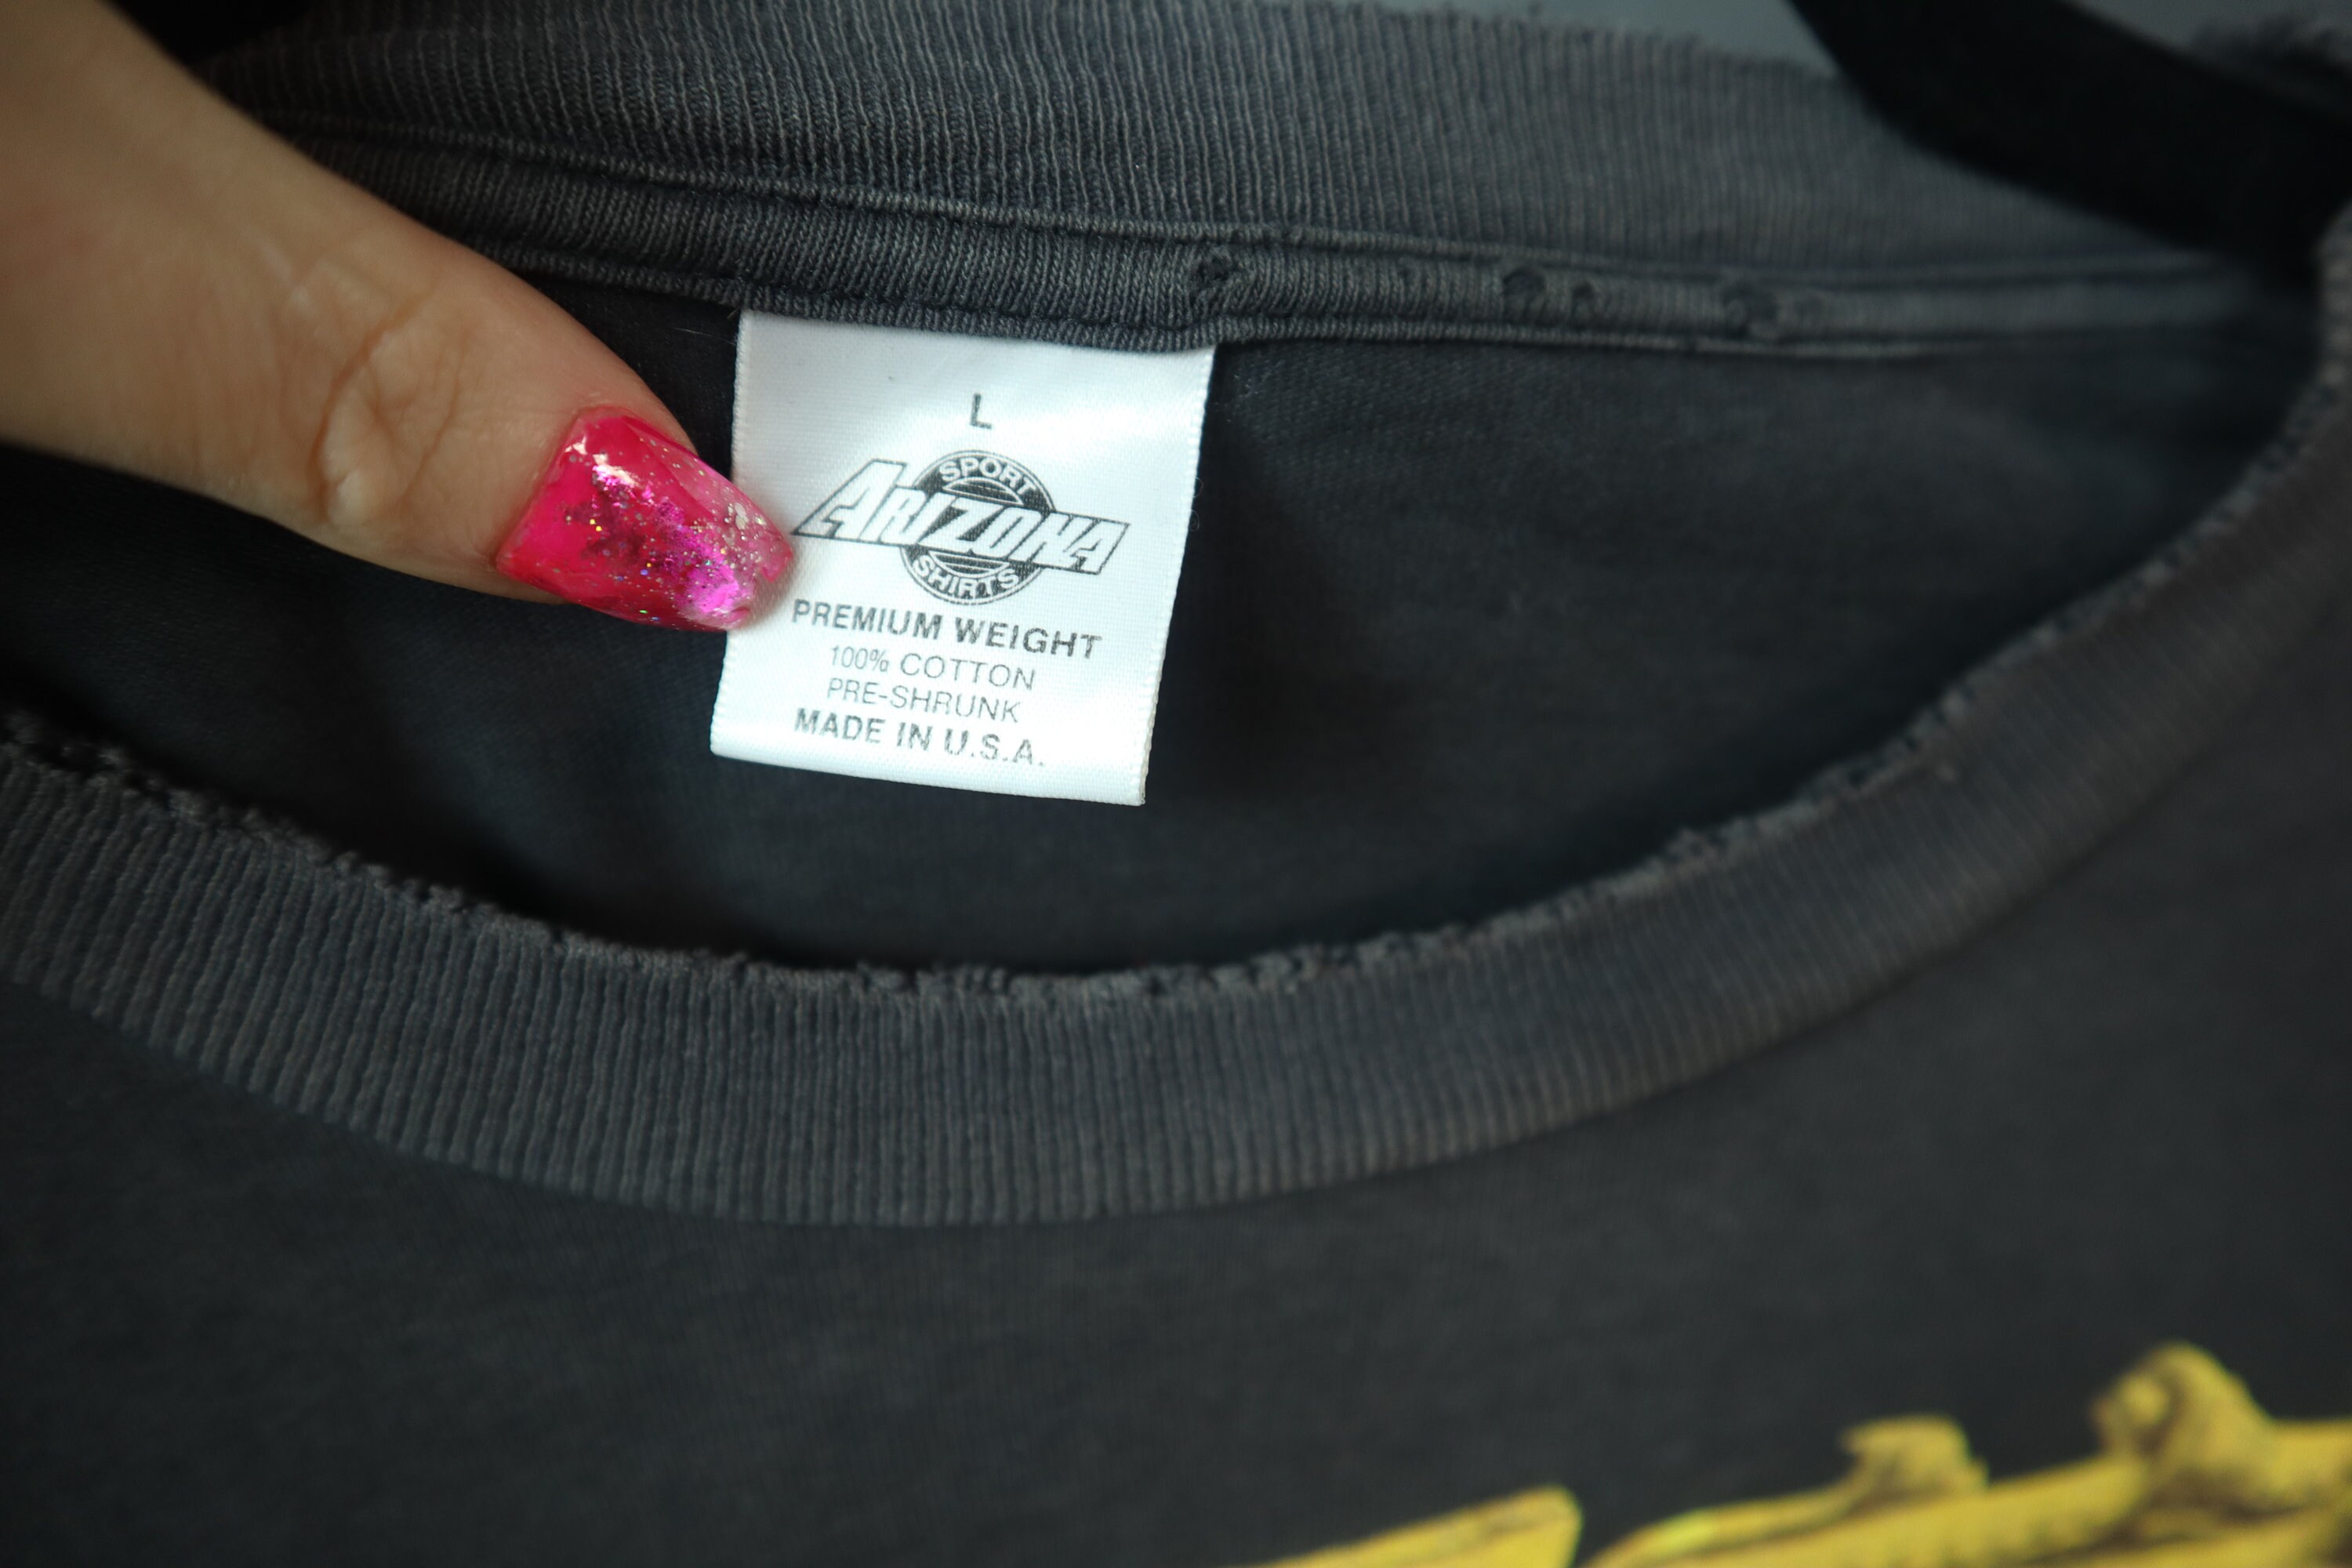 L
SPORT
ARIZONA
SHIRTS
PREMIUM WEIGHT
100% COTTON
PRE-SHRUNK
MADE IN U.S.A.